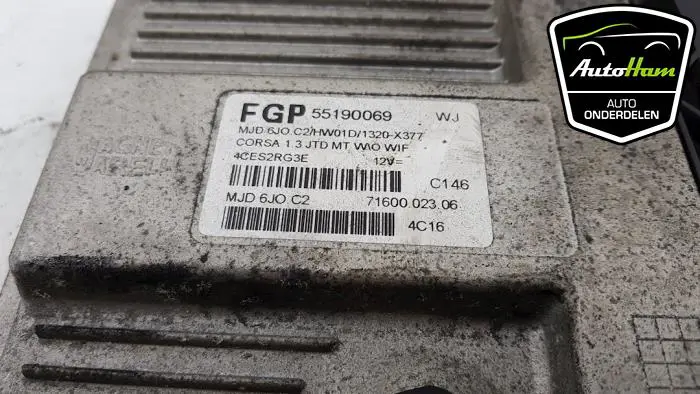 FGP 55190069 WJ
MJD 6JO.C2/HW01D/1320-X377
CORSA 1.3 JTD MT W\O WIF
4CES2RG3E 12V=
C146
MJD 6JO.C2 71600.023.06
4C16
AUTOHAM
AUTO
ONDERDELEN